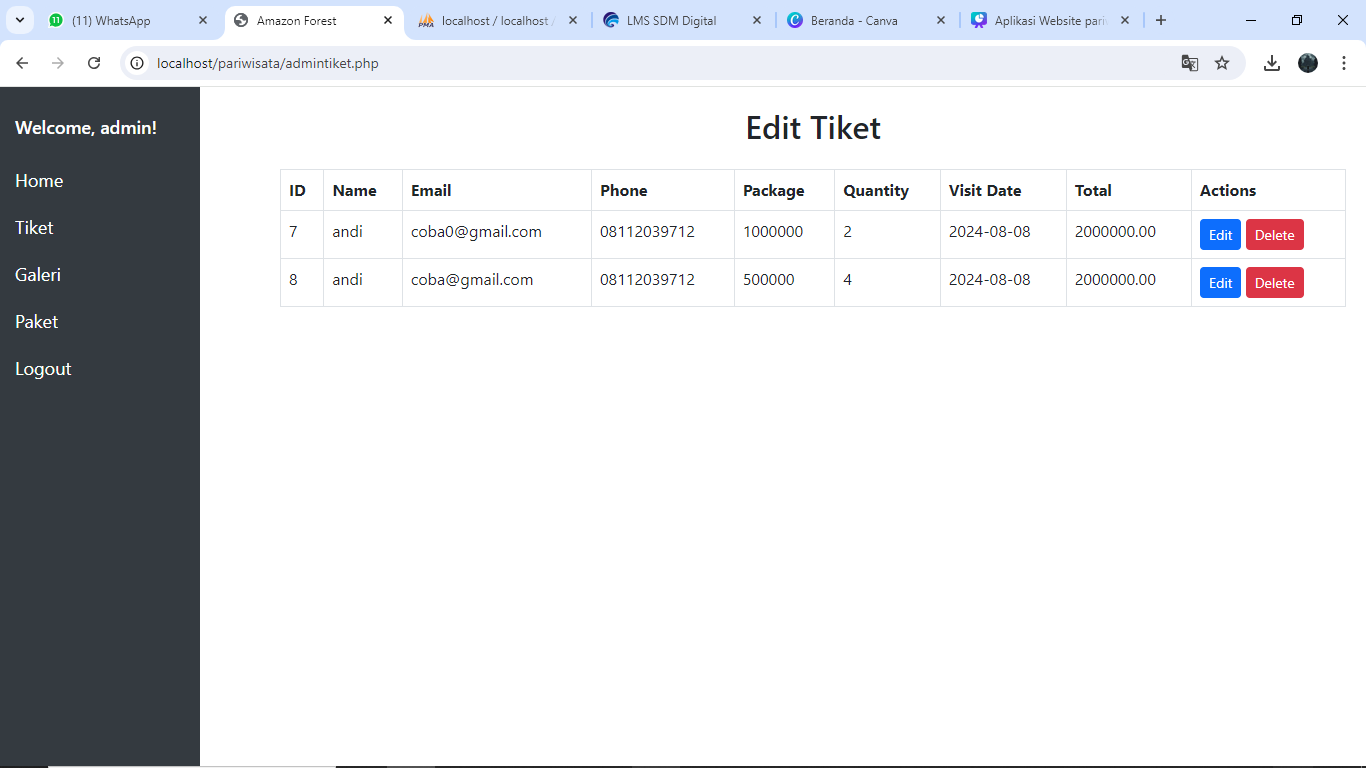 (11) WhatsApp
Amazon Forest
PMA localhost / localhost /
LMS SDM Digital
Beranda - Canva
Aplikasi Website pari
localhost/pariwisata/admintiket.php
Welcome, admin!
Home
Tiket
Galeri
Paket
Logout
Edit Tiket
ID Name Email Phone Package Quantity Visit Date Total Actions
7 andi coba0@gmail.com 08112039712 1000000 2 2024-08-08 2000000.00 Edit Delete
8 andi coba@gmail.com 08112039712 500000 4 2024-08-08 2000000.00 Edit Delete